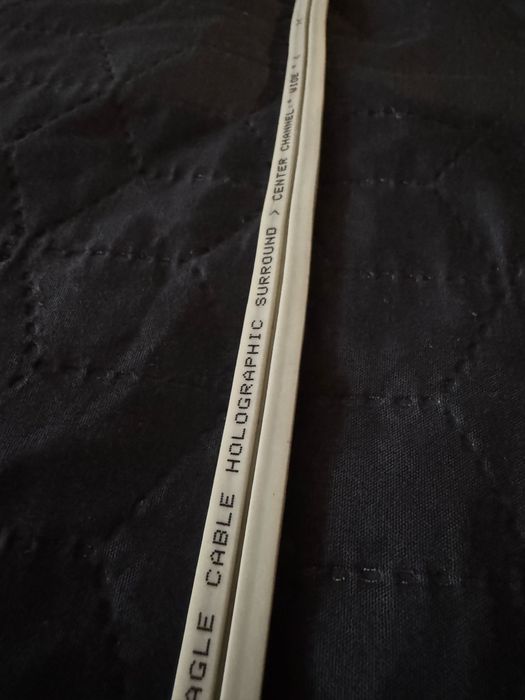 AGLE CABLE HOLOGRAPHIC SURROUND > CENTER CHANNEL:* WIDE *